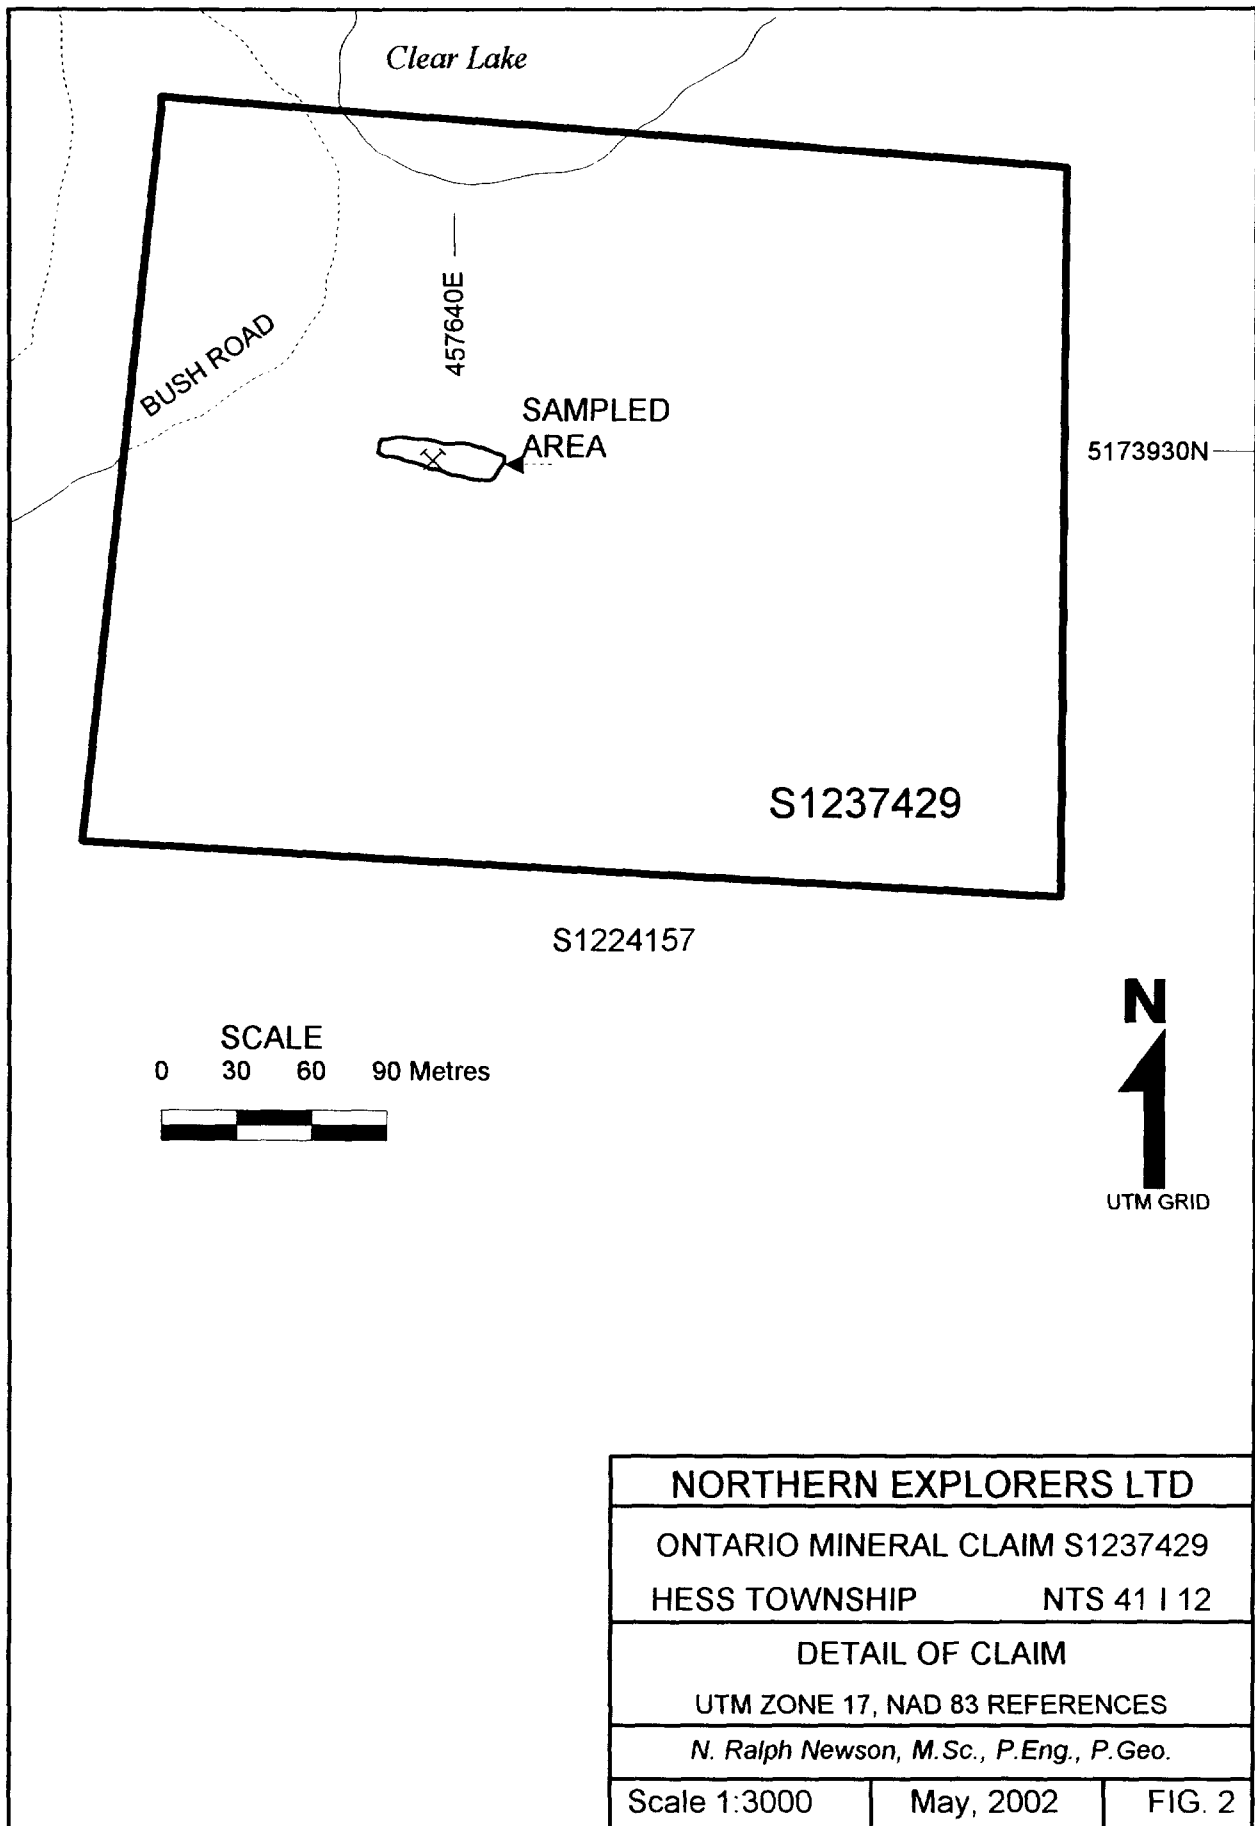 Clear Lake
457640E
BUSH ROAD
SAMPLED
AREA
5173930N
S1237429
S1224157
SCALE
0 30 60 90 Metres
N
UTM GRID
NORTHERN EXPLORERS LTD
ONTARIO MINERAL CLAIM S1237429
HESS TOWNSHIP NTS 41 I 12
DETAIL OF CLAIM
UTM ZONE 17, NAD 83 REFERENCES
N. Ralph Newson, M.Sc., P.Eng., P.Geo.
Scale 1:3000 May, 2002 FIG. 2